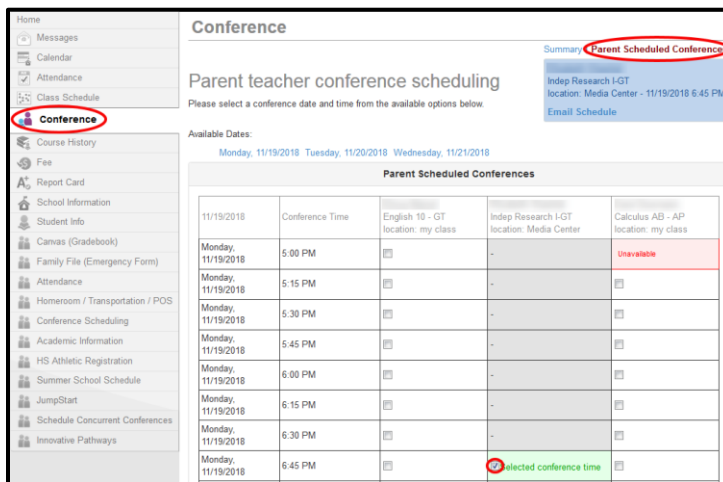 Home
Messages
Calendar
Attendance
Class Schedule
Conference
Course History
Fee
Report Card
School Information
Student Info
Canvas (Gradebook)
Family File (Emergency Form)
Attendance
Homeroom / Transportation / POS
Conference Scheduling
Academic Information
HS Athletic Registration
Summer School Schedule
JumpStart
Schedule Concurrent Conferences
Innovative Pathways
Conference
Summary Parent Scheduled Conference
Parent teacher conference scheduling
Please select a conference date and time from the available options below.
Indep Research I-GT
location: Media Center - 11/19/2018 6:45 PM
Email Schedule
Available Dates:
Monday, 11/19/2018 Tuesday, 11/20/2018 Wednesday, 11/21/2018
Parent Scheduled Conferences
11/19/2018 Conference Time
English 10 - GT
location: my class
Indep Research I-GT
location: Media Center
Calculus AB - AP
location: my class
Monday,
11/19/2018 5:00 PM - Unavailable
Monday,
11/19/2018 5:15 PM -
Monday,
11/19/2018 5:30 PM -
Monday,
11/19/2018 5:45 PM -
Monday,
11/19/2018 6:00 PM -
Monday,
11/19/2018 6:15 PM -
Monday,
11/19/2018 6:30 PM -
Monday,
11/19/2018 6:45 PM Selected conference time